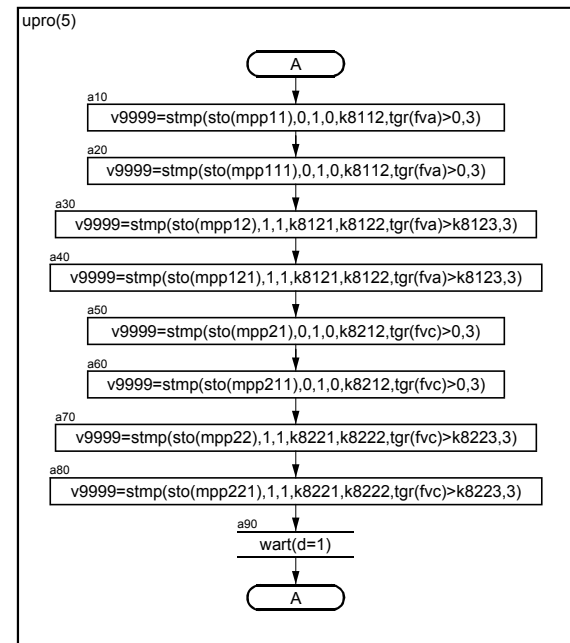 upro(5)
A
a10
v9999=stmp(sto(mpp11),0,1,0,k8112,tgr(fva)>0,3)
a20
v9999=stmp(sto(mpp111),0,1,0,k8112,tgr(fva)>0,3)
a30
v9999=stmp(sto(mpp12),1,1,k8121,k8122,tgr(fva)>k8123,3)
a40
v9999=stmp(sto(mpp121),1,1,k8121,k8122,tgr(fva)>k8123,3)
a50
v9999=stmp(sto(mpp21),0,1,0,k8212,tgr(fvc)>0,3)
a60
v9999=stmp(sto(mpp211),0,1,0,k8212,tgr(fvc)>0,3)
a70
v9999=stmp(sto(mpp22),1,1,k8221,k8222,tgr(fvc)>k8223,3)
a80
v9999=stmp(sto(mpp221),1,1,k8221,k8222,tgr(fvc)>k8223,3)
a90
wart(d=1)
A